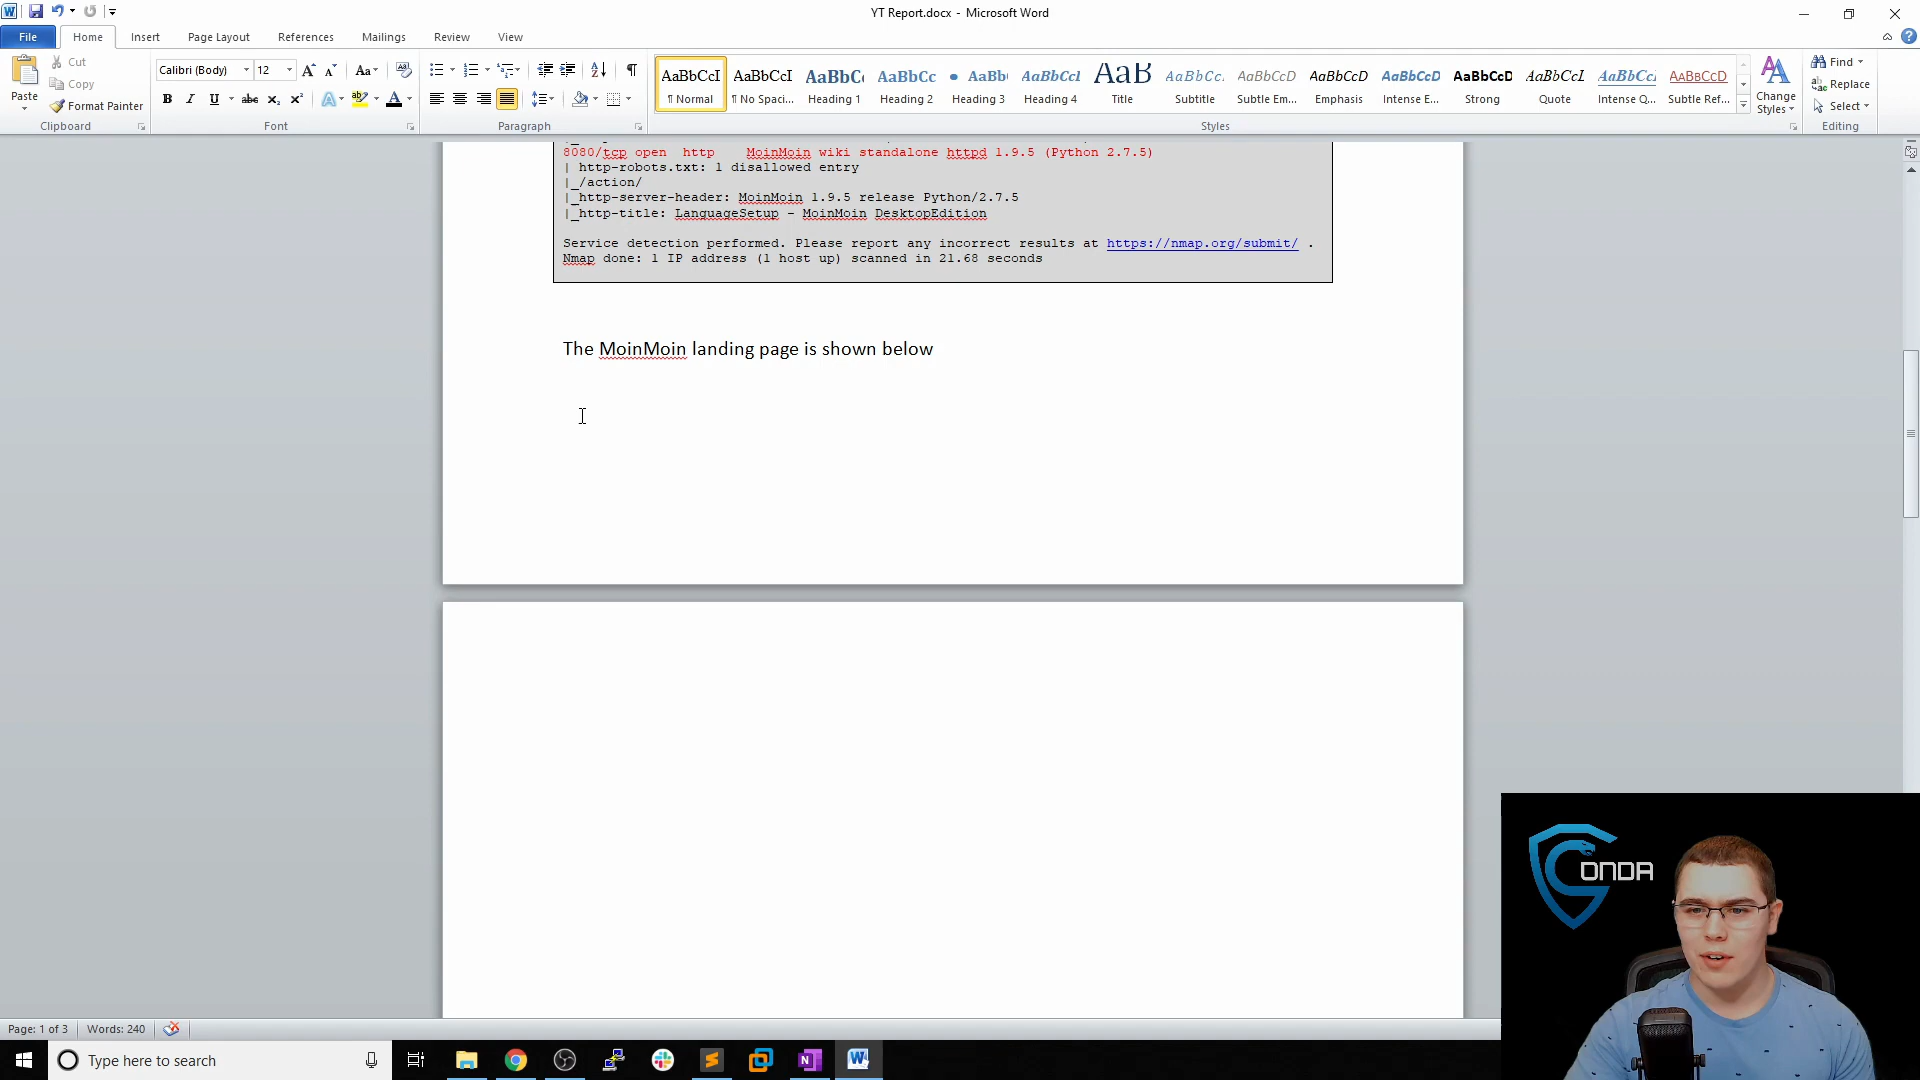 YT Report.docx - Microsoft Word
File Home Insert Page Layout References Mailings Review View
Paste
Cut
Copy
Format Painter
Clipboard
Calibri (Body) 12
Font
Paragraph
AaBbCcI AaBbCcI AaBbC AaBbCc AaBb AaBbCcI AaB AaBbCc. AaBbCcD AaBbCcD AaBbCcD AaBbCcD AaBbCcL AaBbCc AaBbCcD
¶ Normal ¶ No Spaci... Heading 1 Heading 2 Heading 3 Heading 4 Title Subtitle Subtle Em... Emphasis Intense E... Strong Quote Intense Q... Subtle Ref...
Styles
Change Styles
Find
Replace
Select
Editing
8080/tcp open http MoinMoin wiki standalone httpd 1.9.5 (Python 2.7.5)
| http-robots.txt: 1 disallowed entry
|_/action/
|_http-server-header: MoinMoin 1.9.5 release Python/2.7.5
|_http-title: LanguageSetup - MoinMoin DesktopEdition
Service detection performed. Please report any incorrect results at https://nmap.org/submit/ .
Nmap done: 1 IP address (1 host up) scanned in 21.68 seconds
The MoinMoin landing page is shown below
CONDA
Page: 1 of 3 Words: 240
Type here to search